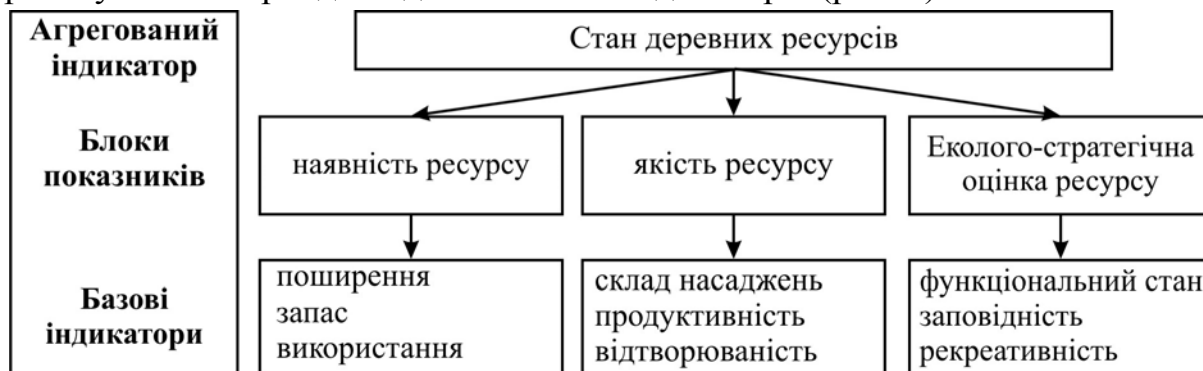 Агрегований
індикатор
Стан деревних ресурсів
Блоки
показників
наявність ресурсу
якість ресурсу
Еколого-стратегічна
оцінка ресурсу
Базові
індикатори
поширення
запас
використання
склад насаджень
продуктивність
відтворюваність
функціональний стан
заповідність
рекреативність